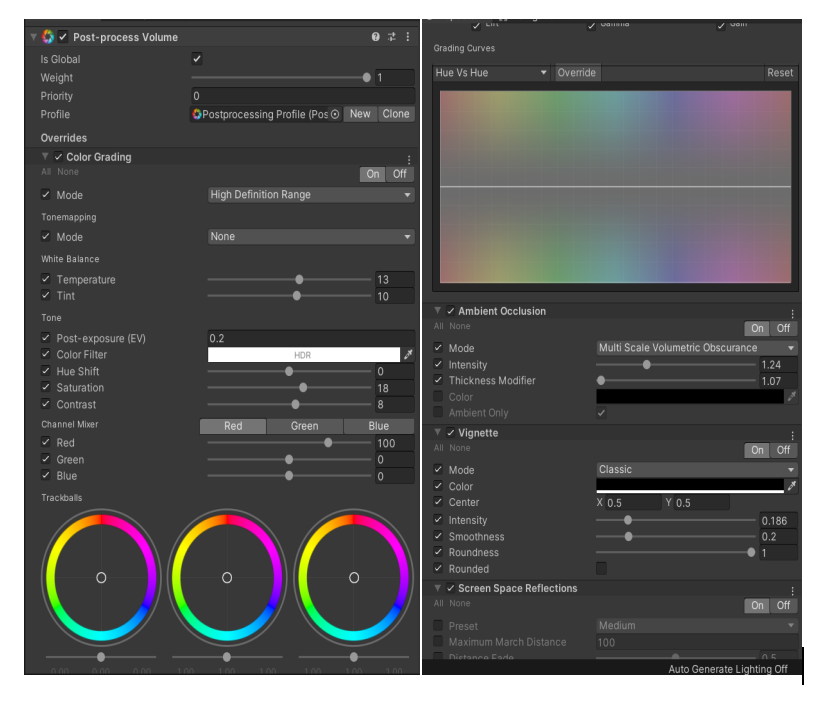 Post-process Volume
Is Global
Weight 1
Priority 0
Profile Postprocessing Profile (Pos New Clone
Overrides
Color Grading
All None On Off
Mode High Definition Range
Tonemapping
Mode None
White Balance
Temperature 13
Tint 10
Tone
Post-exposure (EV) 0.2
Color Filter HDR
Hue Shift 0
Saturation 18
Contrast 8
Channel Mixer Red Green Blue
Red 100
Green 0
Blue 0
Trackballs
0.00 0.00 0.00 1.00 1.00 1.00 1.00 1.00 1.00
Lift Gamma Gain
Grading Curves
Hue Vs Hue Override Reset
Ambient Occlusion
All None On Off
Mode Multi Scale Volumetric Obscurance
Intensity 1.24
Thickness Modifier 1.07
Color
Ambient Only
Vignette
All None On Off
Mode Classic
Color
Center X 0.5 Y 0.5
Intensity 0.186
Smoothness 0.2
Roundness 1
Rounded
Screen Space Reflections
All None On Off
Preset Medium
Maximum March Distance 100
Distance Fade 0.5
Auto Generate Lighting Off